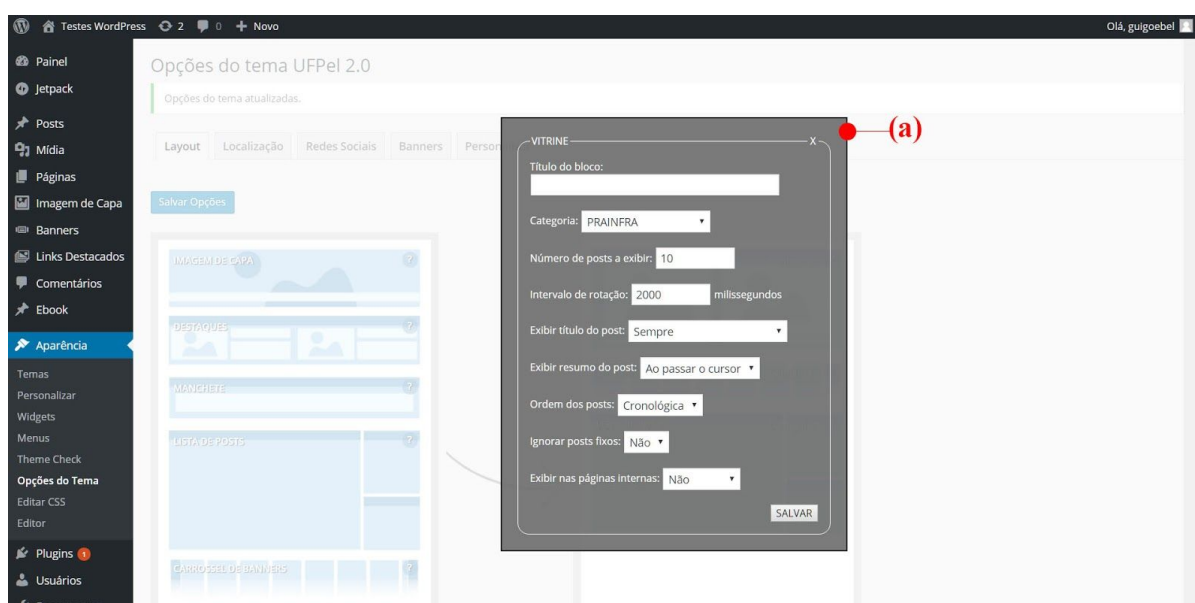 Testes WordPress 2 0 + Novo Olá, guigoebel
Painel
Jetpack
Posts
Mídia
Páginas
Imagem de Capa
Banners
Links Destacados
Comentários
Ebook
Aparência
Temas
Personalizar
Widgets
Menus
Theme Check
Opções do Tema
Editar CSS
Editor
Plugins 1
Usuários
Opções do tema UFPel 2.0
Opções do tema atualizadas.
Layout Localização Redes Sociais Banners
Salvar Opções
IMAGEM DE CAPA ?
DESTAQUES ?
MANCHETE ?
LISTA DE POSTS ?
CARROSSEL DE BANNERS ?
VITRINE X
Título do bloco:
Categoria: PRAINFRA
Número de posts a exibir: 10
Intervalo de rotação: 2000 milissegundos
Exibir título do post: Sempre
Exibir resumo do post: Ao passar o cursor
Ordem dos posts: Cronológica
Ignorar posts fixos: Não
Exibir nas páginas internas: Não
SALVAR
(a)